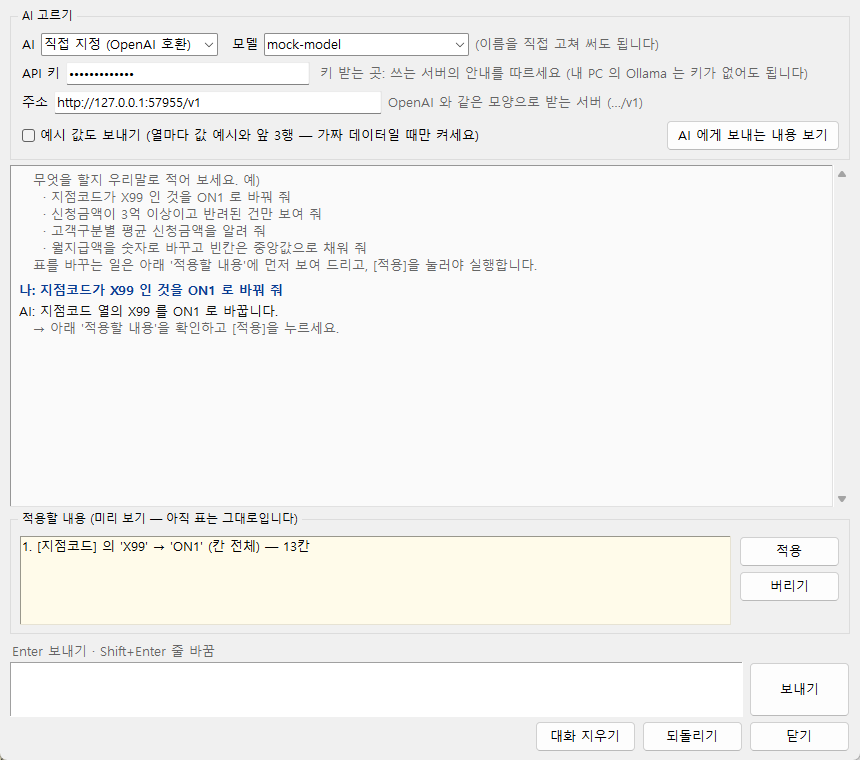 AI 고르기
AI 직접 지정 (OpenAI 호환) 모델 mock-model (이름을 직접 고쳐 써도 됩니다)
API 키 ••••••••••••• 키 받는 곳: 쓰는 서버의 안내를 따르세요 (내 PC 의 Ollama 는 키가 없어도 됩니다)
주소 http://127.0.0.1:57955/v1 OpenAI 와 같은 모양으로 받는 서버 (.../v1)
예시 값도 보내기 (열마다 값 예시와 앞 3행 — 가짜 데이터일 때만 켜세요) AI 에게 보내는 내용 보기
무엇을 할지 우리말로 적어 보세요. 예)
· 지점코드가 X99 인 것을 ON1 로 바꿔 줘
· 신청금액이 3억 이상이고 반려된 건만 보여 줘
· 고객구분별 평균 신청금액을 알려 줘
· 월지급액을 숫자로 바꾸고 빈칸은 중앙값으로 채워 줘
표를 바꾸는 일은 아래 '적용할 내용'에 먼저 보여 드리고, [적용]을 눌러야 실행합니다.
나: 지점코드가 X99 인 것을 ON1 로 바꿔 줘
AI: 지점코드 열의 X99 를 ON1 로 바꿉니다.
→ 아래 '적용할 내용'을 확인하고 [적용]을 누르세요.
적용할 내용 (미리 보기 — 아직 표는 그대로입니다)
1. [지점코드] 의 'X99' → 'ON1' (칸 전체) — 13칸
적용
버리기
Enter 보내기 · Shift+Enter 줄 바꿈
보내기
대화 지우기 되돌리기 닫기